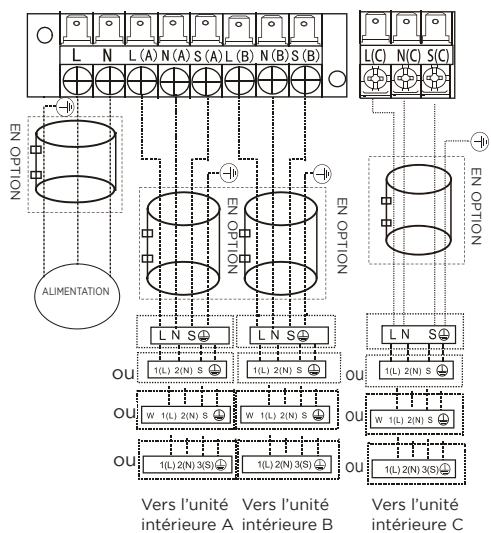 L N L(A) N(A) S(A) L(B) N(B) S(B)
L(C) N(C) S(C)
EN OPTION
EN OPTION
EN OPTION
EN OPTION
ALIMENTATION
L N S
L N S
L N S
ou 1(L) 2(N) S
1(L) 2(N) S
ou 1(L) 2(N) S
ou W 1(L) 2(N) S
W 1(L) 2(N) S
ou W 1(L) 2(N) S
ou 1(L) 2(N) 3(S)
1(L) 2(N) 3(S)
ou 1(L) 2(N) 3(S)
Vers l'unité
intérieure A
Vers l'unité
intérieure B
Vers l'unité
intérieure C